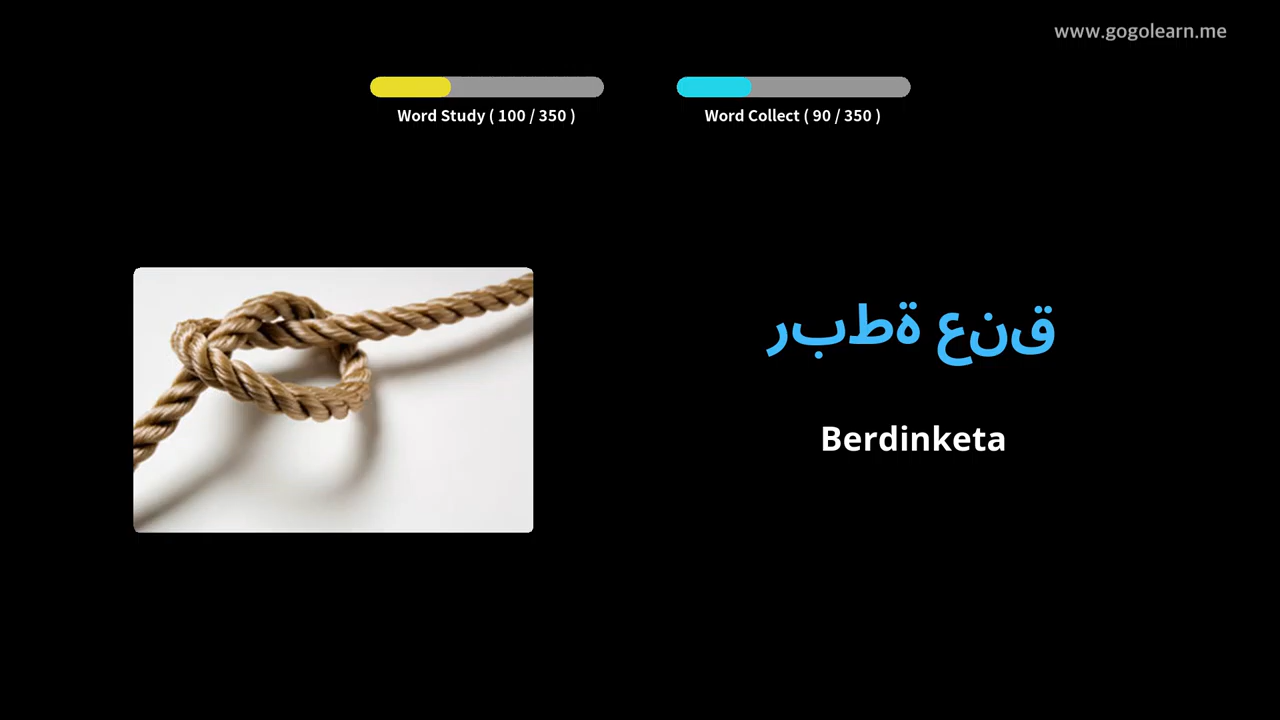 www.gogolearn.me
Word Study ( 100 / 350 )
Word Collect ( 90 / 350 )
ربطة عنق
Berdinketa